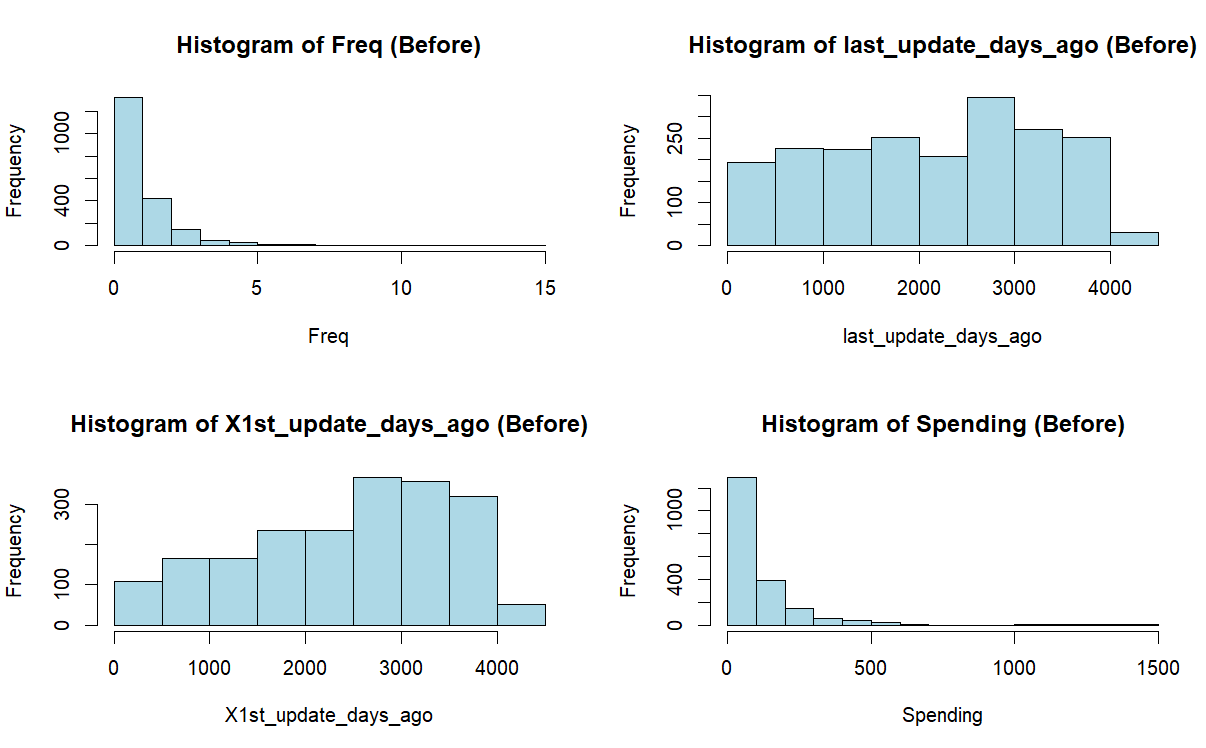 Histogram of Freq (Before)
Frequency
1000
400
0
0 5 10 15
Freq
Histogram of last_update_days_ago (Before)
Frequency
250
100
0
0 1000 2000 3000 4000
last_update_days_ago
Histogram of X1st_update_days_ago (Before)
Frequency
300
100
0
0 1000 2000 3000 4000
X1st_update_days_ago
Histogram of Spending (Before)
Frequency
1000
400
0
0 500 1000 1500
Spending